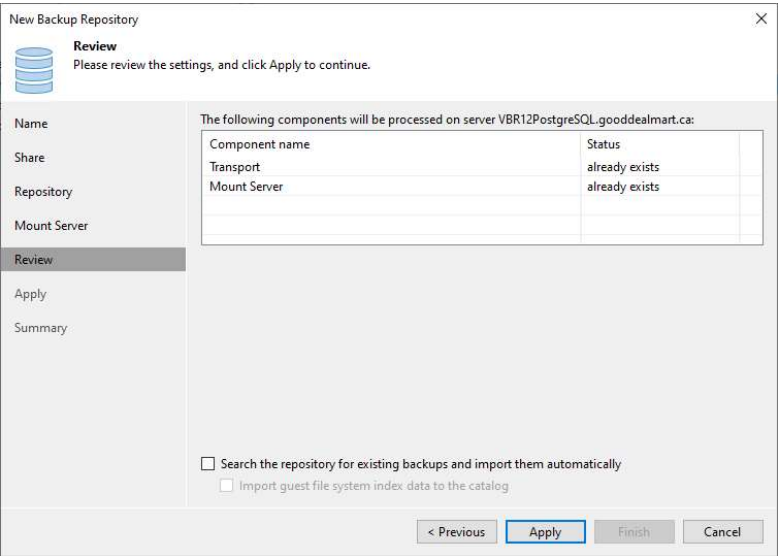 New Backup Repository
Review
Please review the settings, and click Apply to continue.
Name
Share
Repository
Mount Server
Review
Apply
Summary
The following components will be processed on server VBR12PostgreSQL.gooddealmart.ca:
Component name Status
Transport already exists
Mount Server already exists
Search the repository for existing backups and import them automatically
Import guest file system index data to the catalog
< Previous Apply Finish Cancel